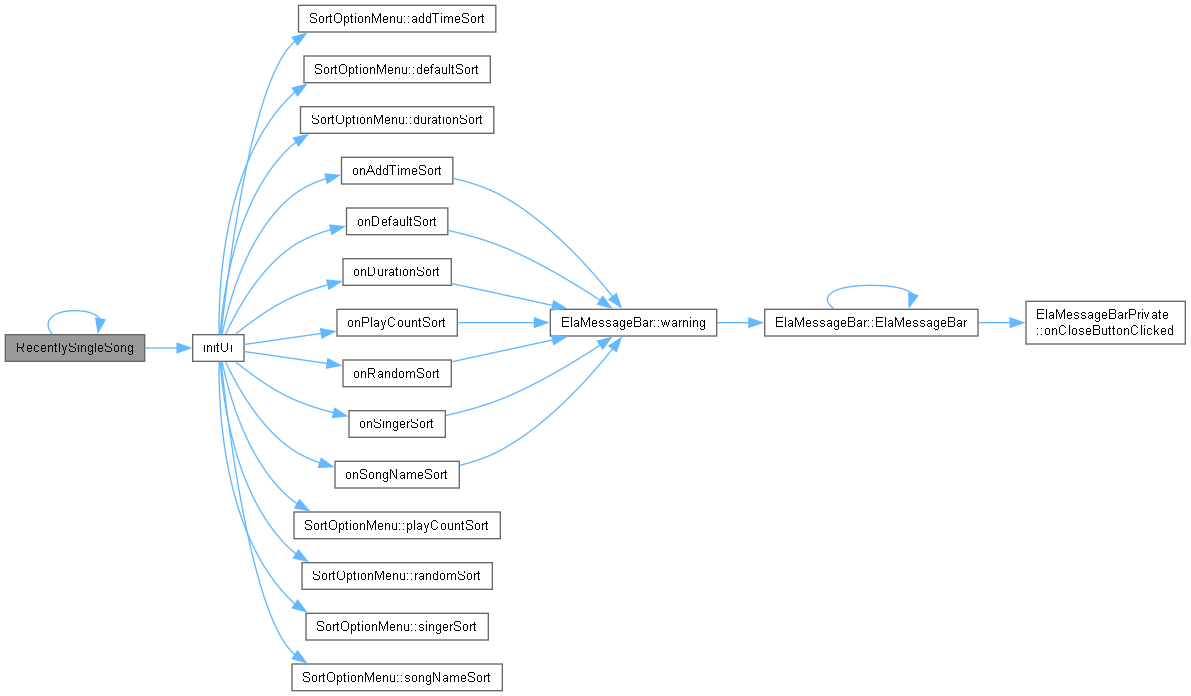 SortOptionMenu::addTimeSort
SortOptionMenu::defaultSort
SortOptionMenu::durationSort
onAddTimeSort
onDefaultSort
onDurationSort
onPlayCountSort
ElaMessageBar::warning
ElaMessageBar::ElaMessageBar
ElaMessageBarPrivate
::onCloseButtonClicked
RecentlySingleSong
initUi
onRandomSort
onSingerSort
onSongNameSort
SortOptionMenu::playCountSort
SortOptionMenu::randomSort
SortOptionMenu::singerSort
SortOptionMenu::songNameSort